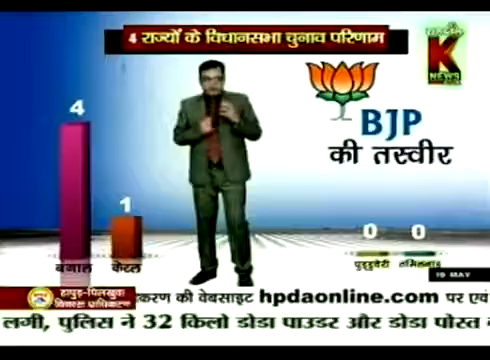 4 राज्यों के विधानसभा चुनाव परिणाम
K
NEWS
BJP
की तस्वीर
4
1
0 0
बंगाल केरल
पुडुचेरी तमिलनाडु
19 MAY
हापुड़-पिलखुवा
विकास प्राधिकरण
करण की वेबसाइट hpdaonline.com पर एवं
लगी, पुलिस ने 32 किलो डोडा पाउडर और डोडा पोस्त